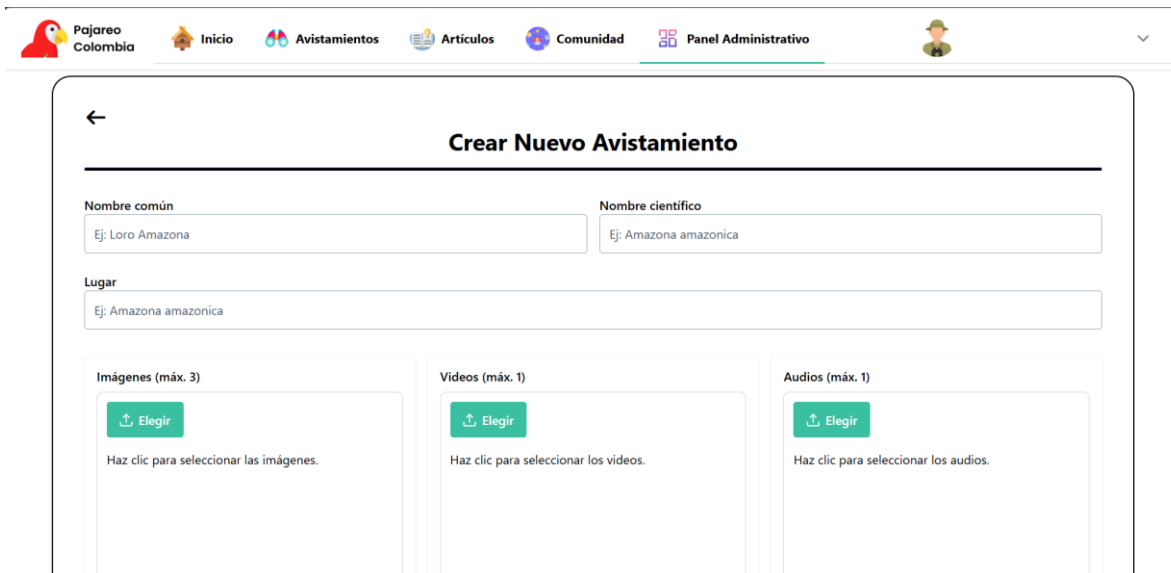 Pajareo
Colombia
Inicio
Avistamientos
Artículos
Comunidad
Panel Administrativo
Crear Nuevo Avistamiento
Nombre común
Nombre científico
Ej: Loro Amazona
Ej: Amazona amazonica
Lugar
Ej: Amazona amazonica
Imágenes (máx. 3)
Videos (máx. 1)
Audios (máx. 1)
Elegir
Elegir
Elegir
Haz clic para seleccionar las imágenes.
Haz clic para seleccionar los videos.
Haz clic para seleccionar los audios.